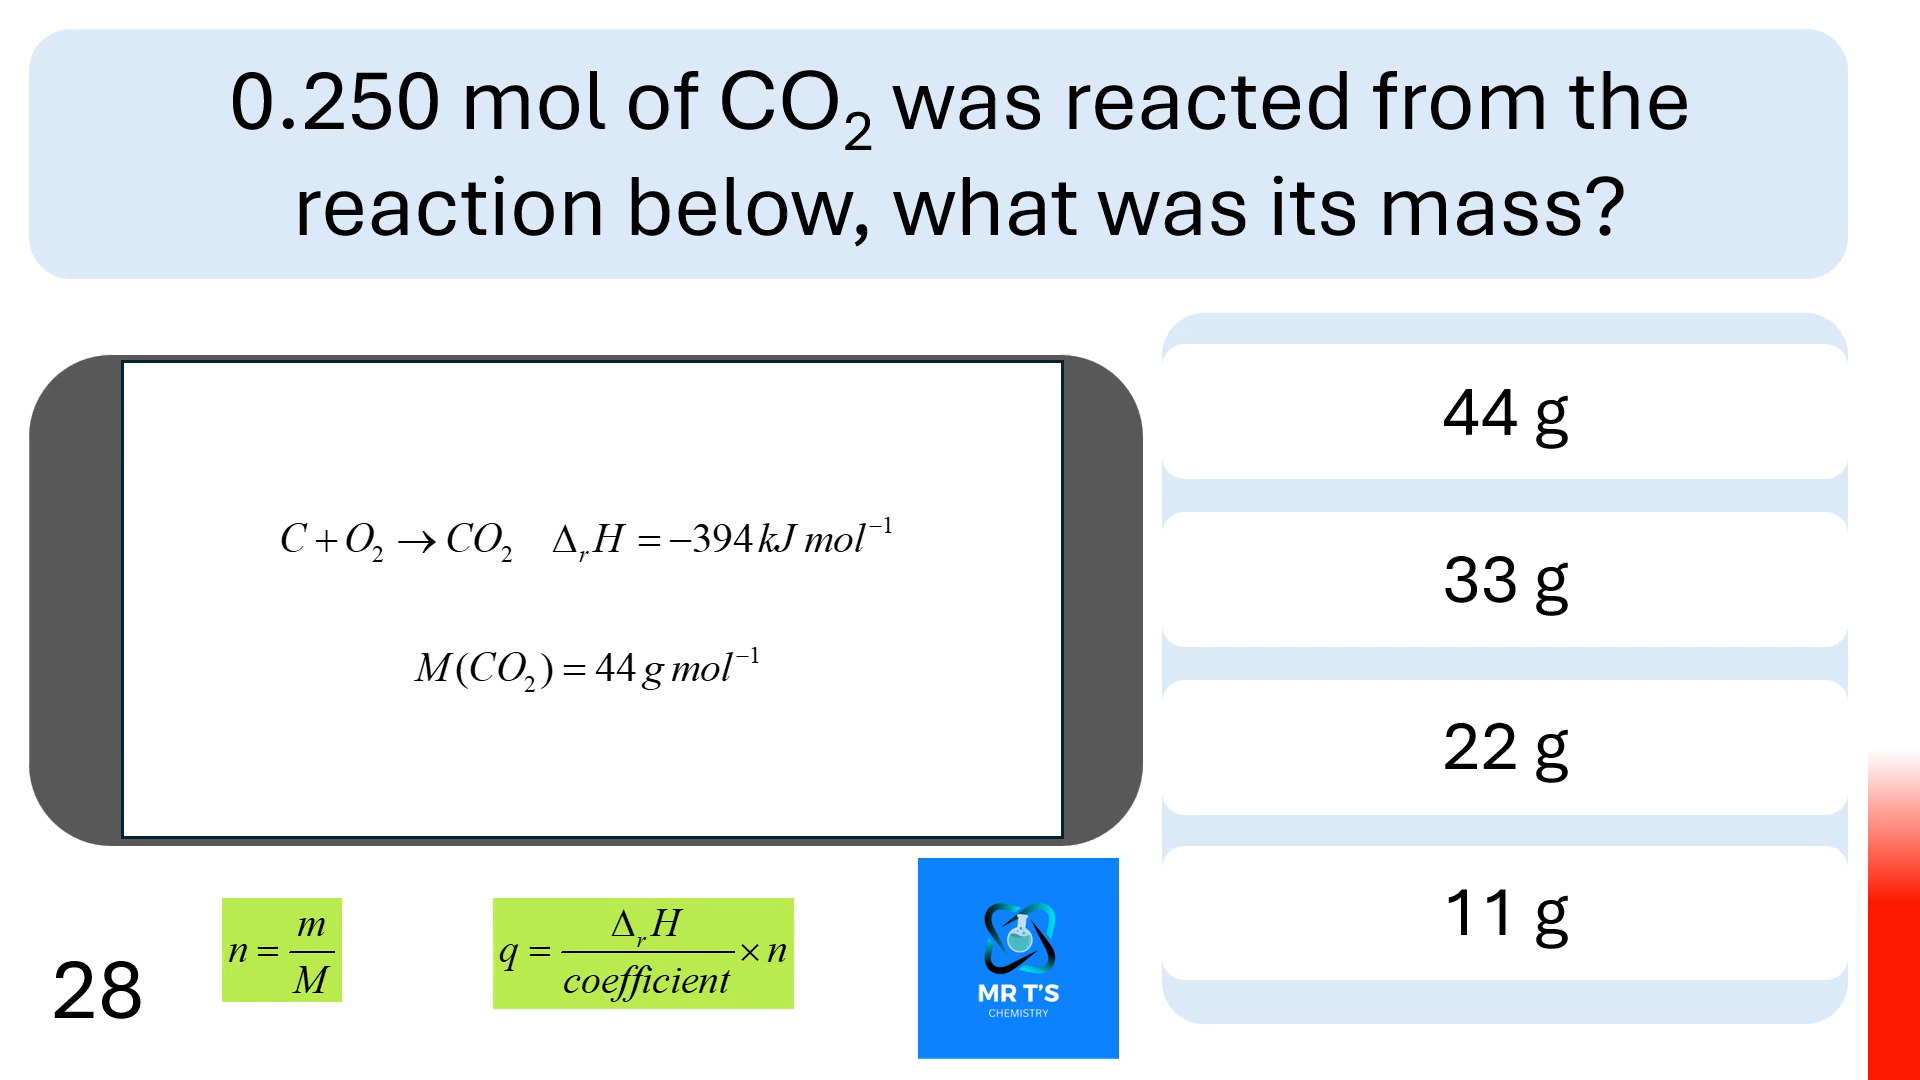 0.250 mol of CO₂ was reacted from the
reaction below, what was its mass?
C + O₂ → CO₂  ΔᵣH = −394 kJ mol⁻¹
M(CO₂) = 44 g mol⁻¹
44 g
33 g
22 g
11 g
28
n = m/M
q = ΔᵣH/coefficient × n
MR T'S
CHEMISTRY